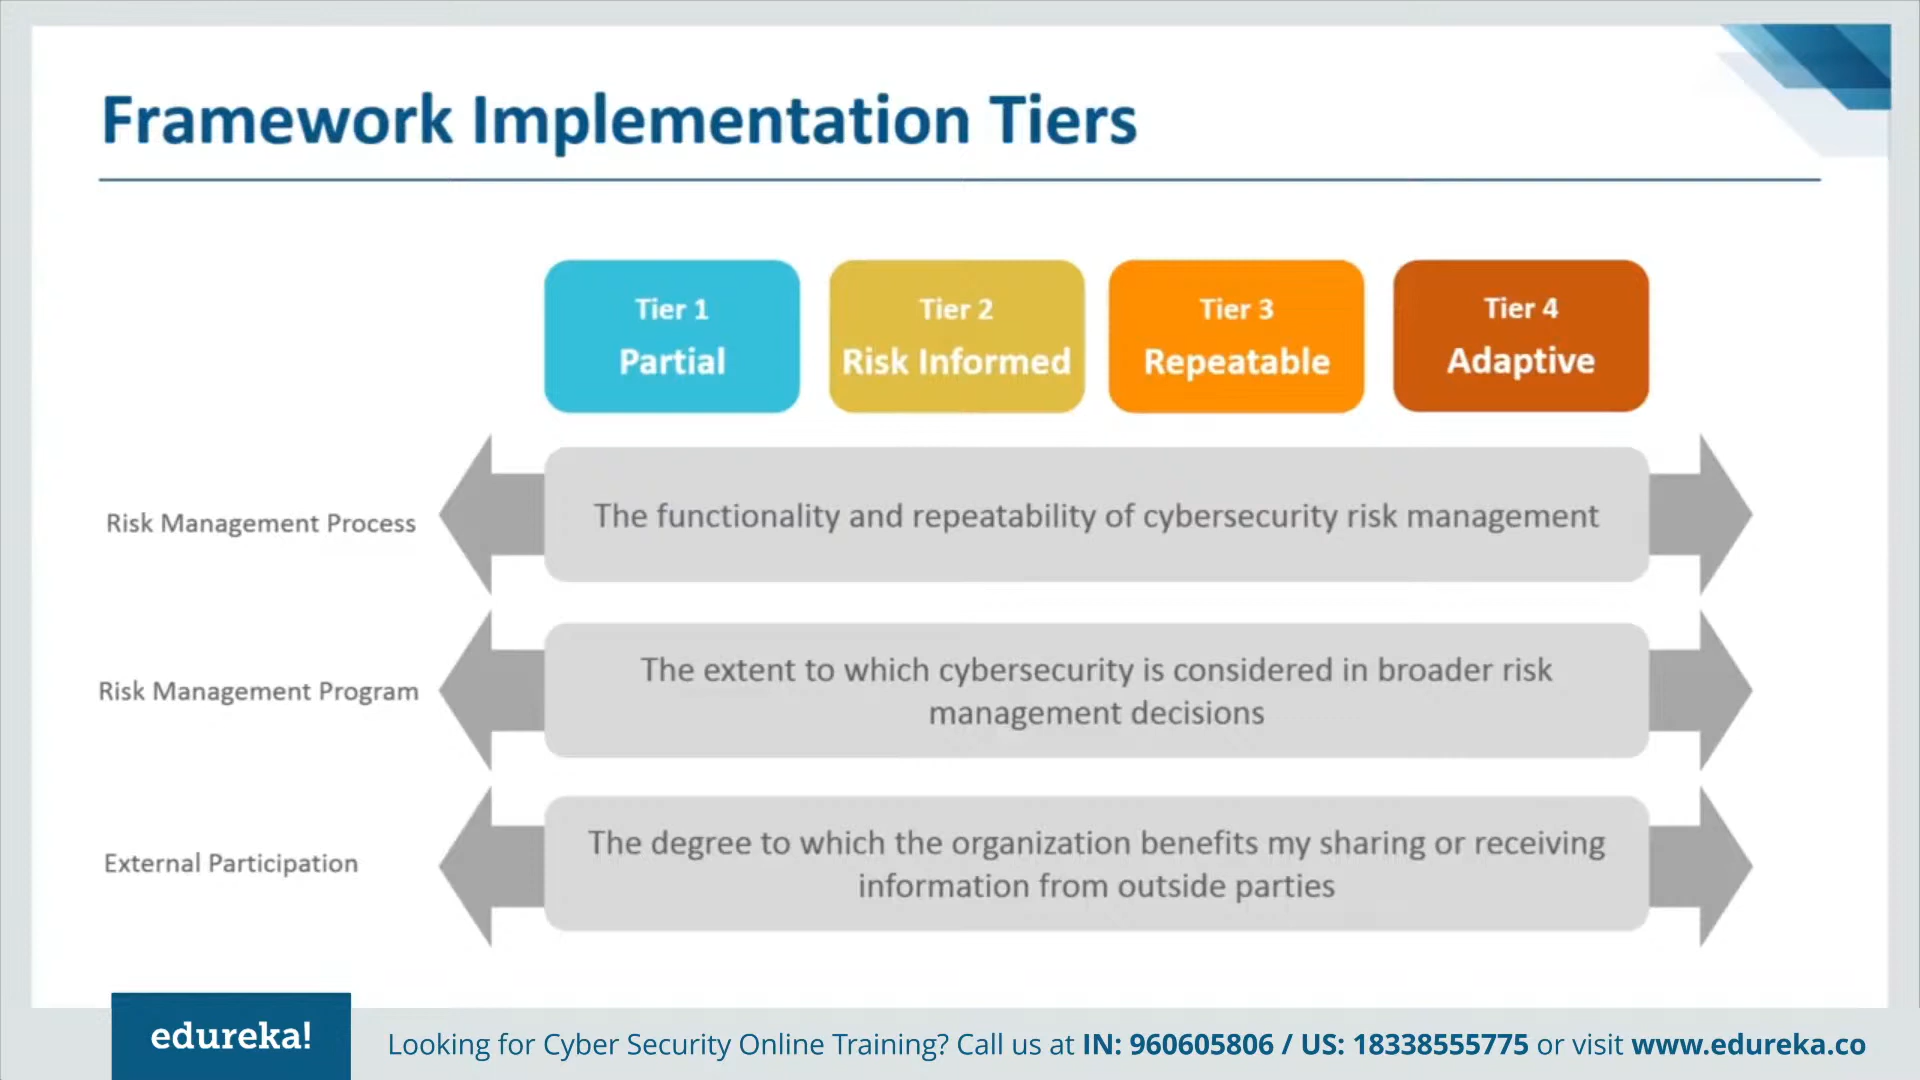 Framework Implementation Tiers
Tier 1
Partial
Tier 2
Risk Informed
Tier 3
Repeatable
Tier 4
Adaptive
Risk Management Process
The functionality and repeatability of cybersecurity risk management
Risk Management Program
The extent to which cybersecurity is considered in broader risk
management decisions
External Participation
The degree to which the organization benefits my sharing or receiving
information from outside parties
edureka!
Looking for Cyber Security Online Training? Call us at IN: 960605806 / US: 18338555775 or visit www.edureka.co